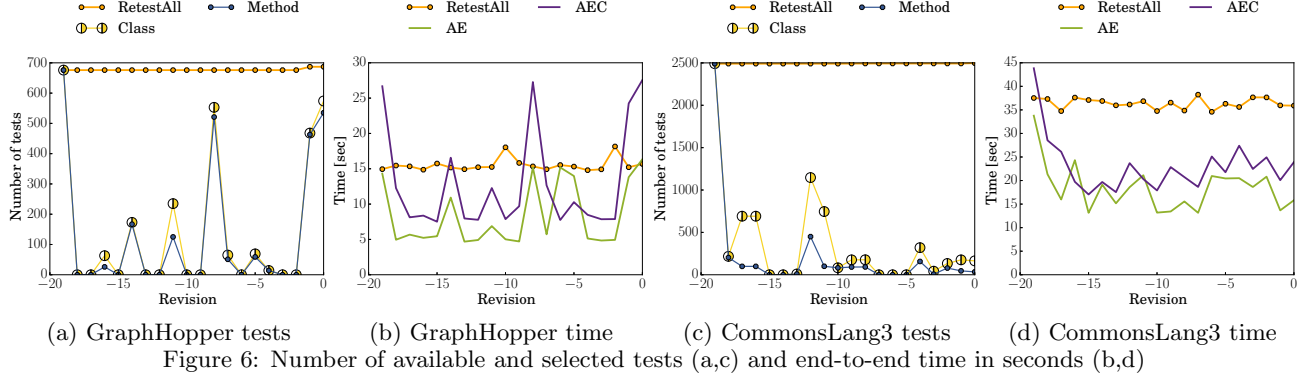 RetestAll
Method
Class
RetestAll
AEC
AE
RetestAll
Method
Class
RetestAll
AEC
AE
Number of tests
700
600
500
400
300
200
100
0
−20 −15 −10 −5 0
Revision
Time [sec]
30
25
20
15
10
5
0
−20 −15 −10 −5 0
Revision
Number of tests
2500
2000
1500
1000
500
0
−20 −15 −10 −5 0
Revision
Time [sec]
45
40
35
30
25
20
15
10
5
0
−20 −15 −10 −5 0
Revision
(a) GraphHopper tests
(b) GraphHopper time
(c) CommonsLang3 tests
(d) CommonsLang3 time
Figure 6: Number of available and selected tests (a,c) and end-to-end time in seconds (b,d)